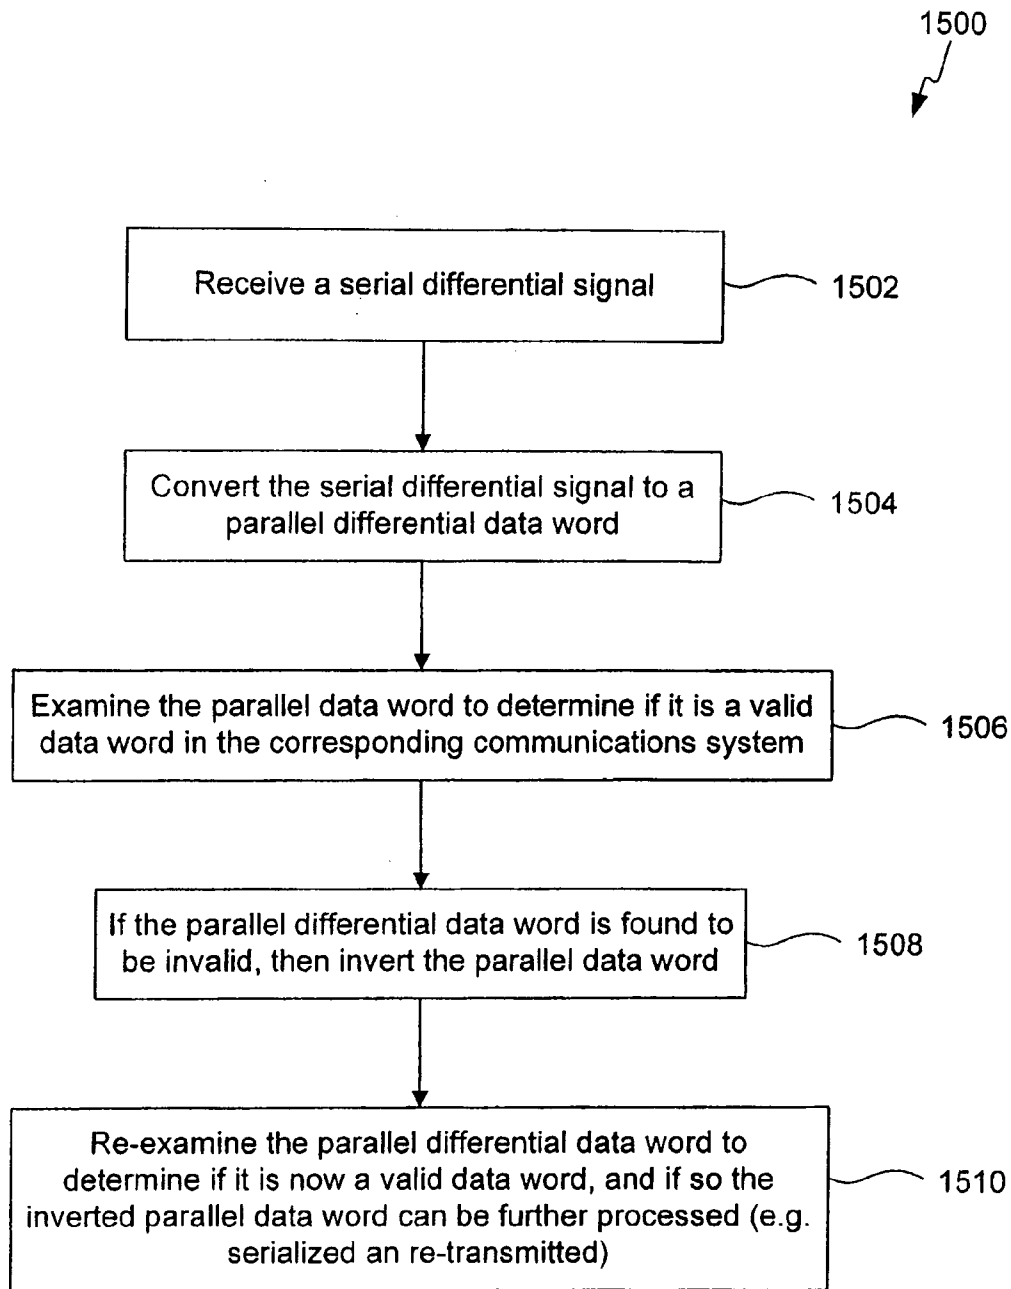 1500
Receive a serial differential signal
1502
Convert the serial differential signal to a
parallel differential data word
1504
Examine the parallel data word to determine if it is a valid
data word in the corresponding communications system
1506
If the parallel differential data word is found to
be invalid, then invert the parallel data word
1508
Re-examine the parallel differential data word to
determine if it is now a valid data word, and if so the
inverted parallel data word can be further processed (e.g.
serialized an re-transmitted)
1510